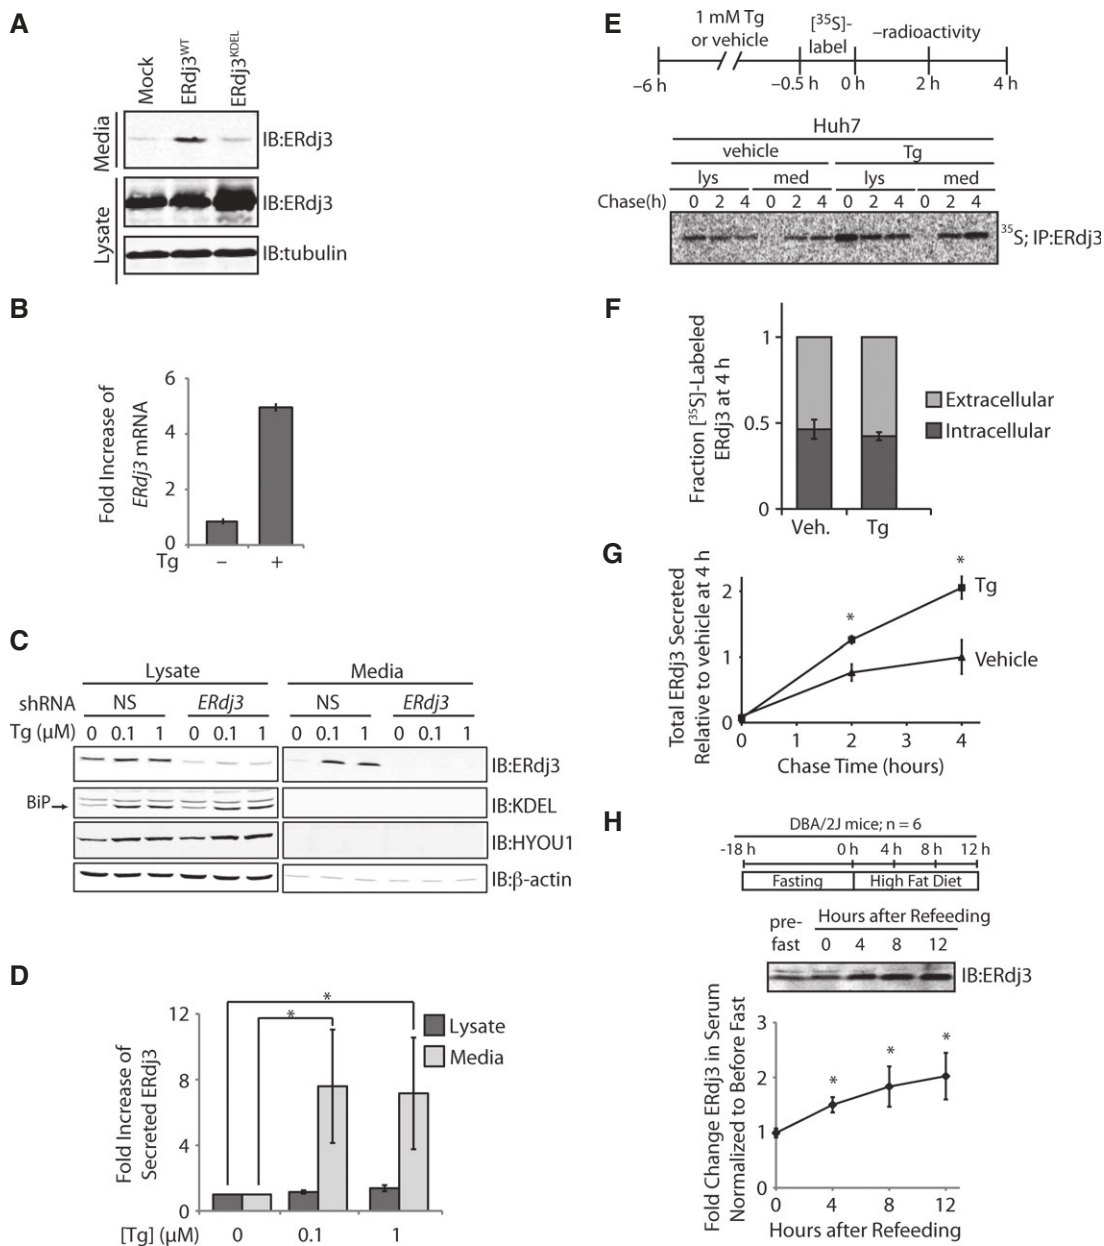 A
Mock
ERdj3WT
ERdj3KDEL
Media
IB:ERdj3
Lysate
IB:ERdj3
IB:tubulin
B
Fold Increase of
ERdj3 mRNA
6
4
2
0
Tg – +
C
Lysate Media
shRNA NS ERdj3 NS ERdj3
Tg (μM) 0 0.1 1 0 0.1 1 0 0.1 1 0 0.1 1
IB:ERdj3
BiP
IB:KDEL
IB:HYOU1
IB:β-actin
D
Fold Increase of
Secreted ERdj3
12
8
4
0
* *
Lysate
Media
[Tg] (μM) 0 0.1 1
E
1 mM Tg
or vehicle
[35S]-
label
–radioactivity
–6 h –0.5 h 0 h 2 h 4 h
Huh7
vehicle Tg
lys med lys med
Chase(h) 0 2 4 0 2 4 0 2 4 0 2 4
35S; IP:ERdj3
F
Fraction [35S]-Labeled
ERdj3 at 4 h
1
0.5
0
Veh. Tg
Extracellular
Intracellular
G
Total ERdj3 Secreted
Relative to vehicle at 4 h
2
1
0
* *
Tg
Vehicle
0 1 2 3 4
Chase Time (hours)
H
DBA/2J mice; n = 6
-18 h 0 h 4 h 8 h 12 h
Fasting High Fat Diet
pre-
fast
Hours after Refeeding
0 4 8 12
IB:ERdj3
Fold Change ERdj3 in Serum
Normalized to Before Fast
3
2
1
0
* * *
0 4 8 12
Hours after Refeeding